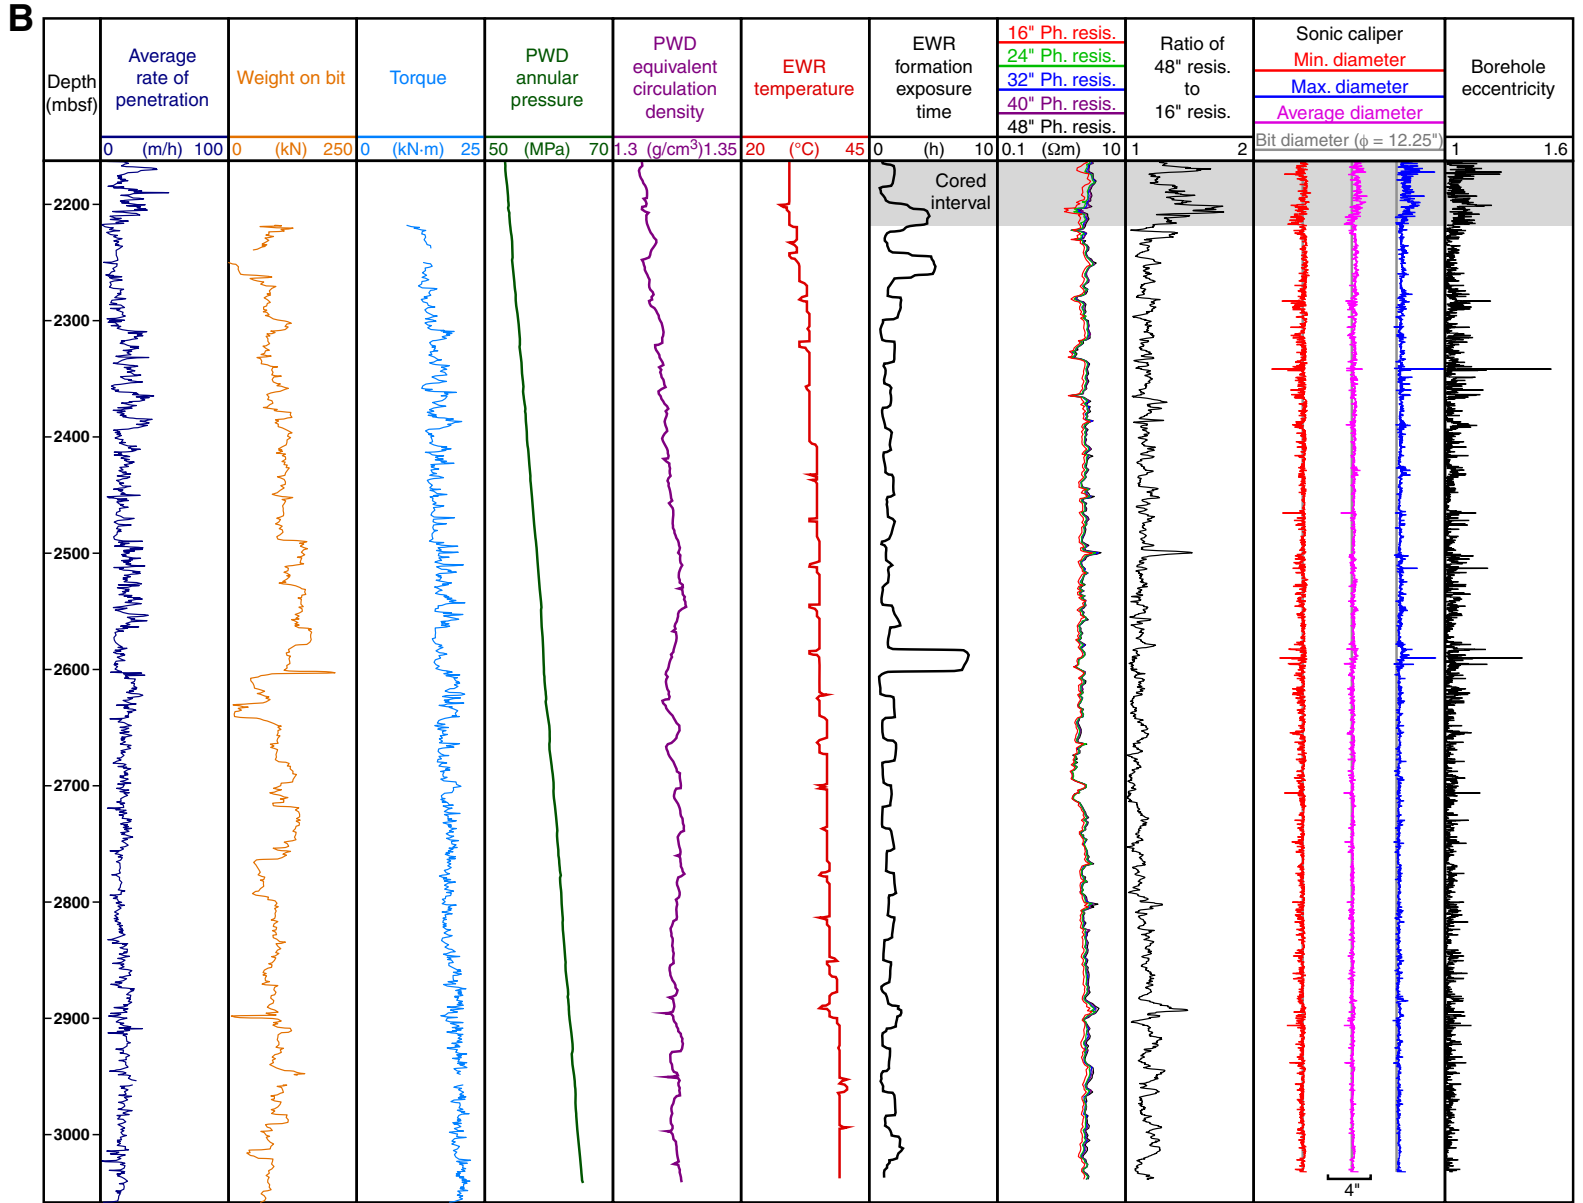 B
Depth
(mbsf)
Average
rate of
penetration
0 (m/h) 100
Weight on bit
0 (kN) 250
Torque
0 (kN·m) 25
PWD
annular
pressure
50 (MPa) 70
PWD
equivalent
circulation
density
1.3 (g/cm³) 1.35
EWR
temperature
20 (°C) 45
EWR
formation
exposure
time
0 (h) 10
16" Ph. resis.
24" Ph. resis.
32" Ph. resis.
40" Ph. resis.
48" Ph. resis.
0.1 (Ωm) 10
Ratio of
48" resis.
to
16" resis.
1 2
Sonic caliper
Min. diameter
Max. diameter
Average diameter
Bit diameter (ϕ = 12.25")
Borehole
eccentricity
1 1.6
Cored
interval
2200
2300
2400
2500
2600
2700
2800
2900
3000
4"